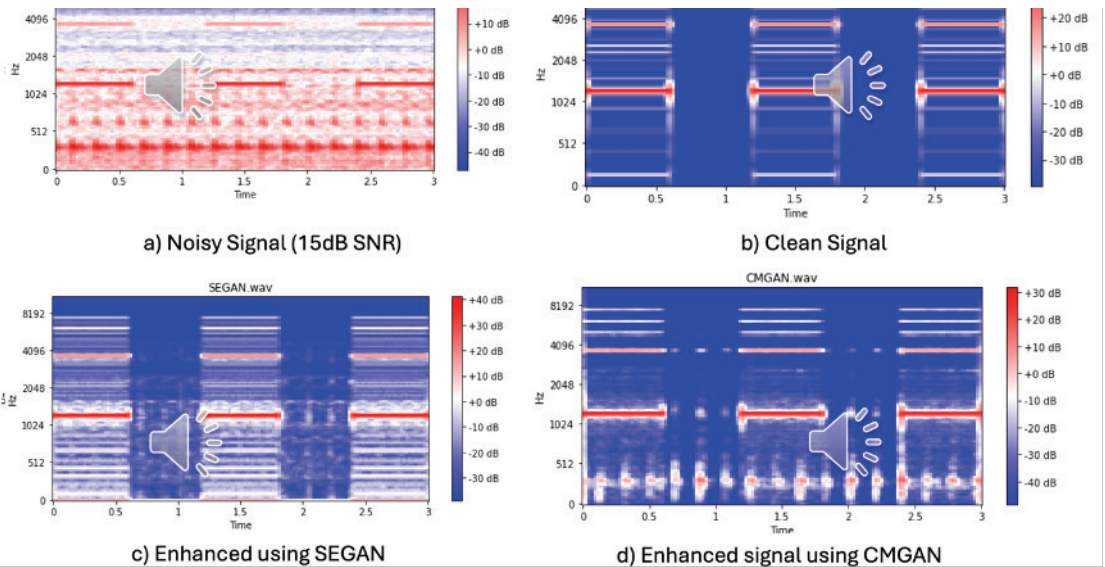 4096
2048
Hz
1024
512
0
0 0.5 1 1.5 2 2.5 3
Time
+10 dB
+0 dB
-10 dB
-20 dB
-30 dB
-40 dB
a) Noisy Signal (15dB SNR)
4096
2048
Hz
1024
512
0
0 0.5 1 1.5 2 2.5 3
Time
+20 dB
+10 dB
+0 dB
-10 dB
-20 dB
-30 dB
b) Clean Signal
SEGAN.wav
8192
4096
2048
Hz
1024
512
0
0 0.5 1 1.5 2 2.5 3
Time
+40 dB
+30 dB
+20 dB
+10 dB
+0 dB
-10 dB
-20 dB
-30 dB
c) Enhanced using SEGAN
CMGAN.wav
8192
4096
2048
Hz
1024
512
0
0 0.5 1 1.5 2 2.5 3
Time
+30 dB
+20 dB
+10 dB
+0 dB
-10 dB
-20 dB
-30 dB
-40 dB
d) Enhanced signal using CMGAN